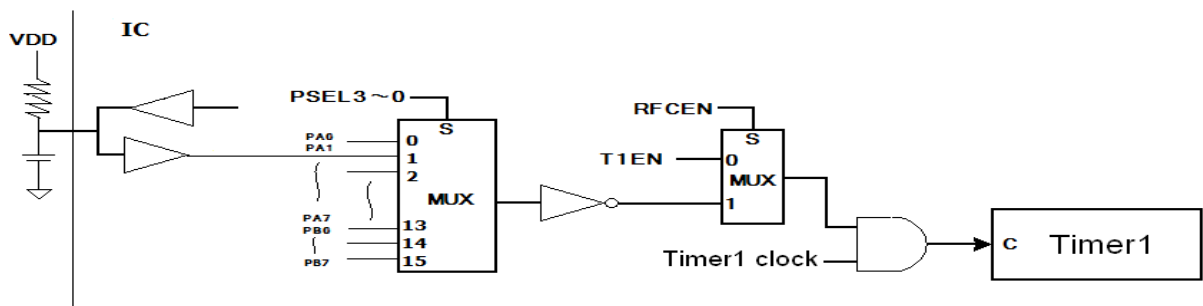 IC
VDD
PSEL3~0
RFCEN
S
S
PA0
0
PA1
1
T1EN
0
2
MUX
MUX
1
PA7
13
PB6
14
PB7
15
Timer1 clock
C
Timer1